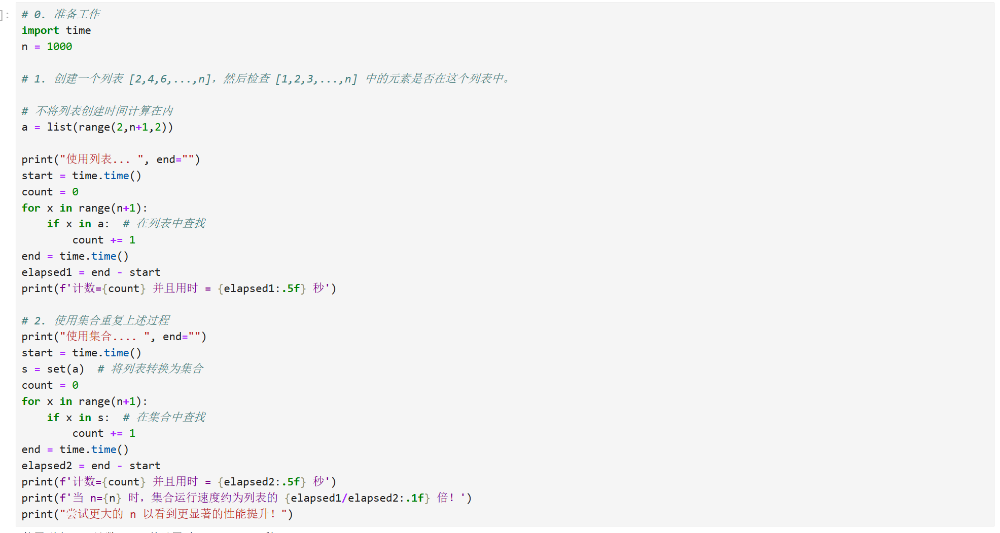 ]:
# 0. 准备工作
import time
n = 1000
# 1. 创建一个列表 [2,4,6,...,n]，然后检查 [1,2,3,...,n] 中的元素是否在这个列表中。
# 不将列表创建时间计算在内
a = list(range(2,n+1,2))
print("使用列表... ", end="")
start = time.time()
count = 0
for x in range(n+1):
    if x in a:  # 在列表中查找
        count += 1
end = time.time()
elapsed1 = end - start
print(f'计数={count} 并且用时 = {elapsed1:.5f} 秒')
# 2. 使用集合重复上述过程
print("使用集合.... ", end="")
start = time.time()
s = set(a)  # 将列表转换为集合
count = 0
for x in range(n+1):
    if x in s:  # 在集合中查找
        count += 1
end = time.time()
elapsed2 = end - start
print(f'计数={count} 并且用时 = {elapsed2:.5f} 秒')
print(f'当 n={n} 时，集合运行速度约为列表的 {elapsed1/elapsed2:.1f} 倍！')
print("尝试更大的 n 以看到更显著的性能提升！")